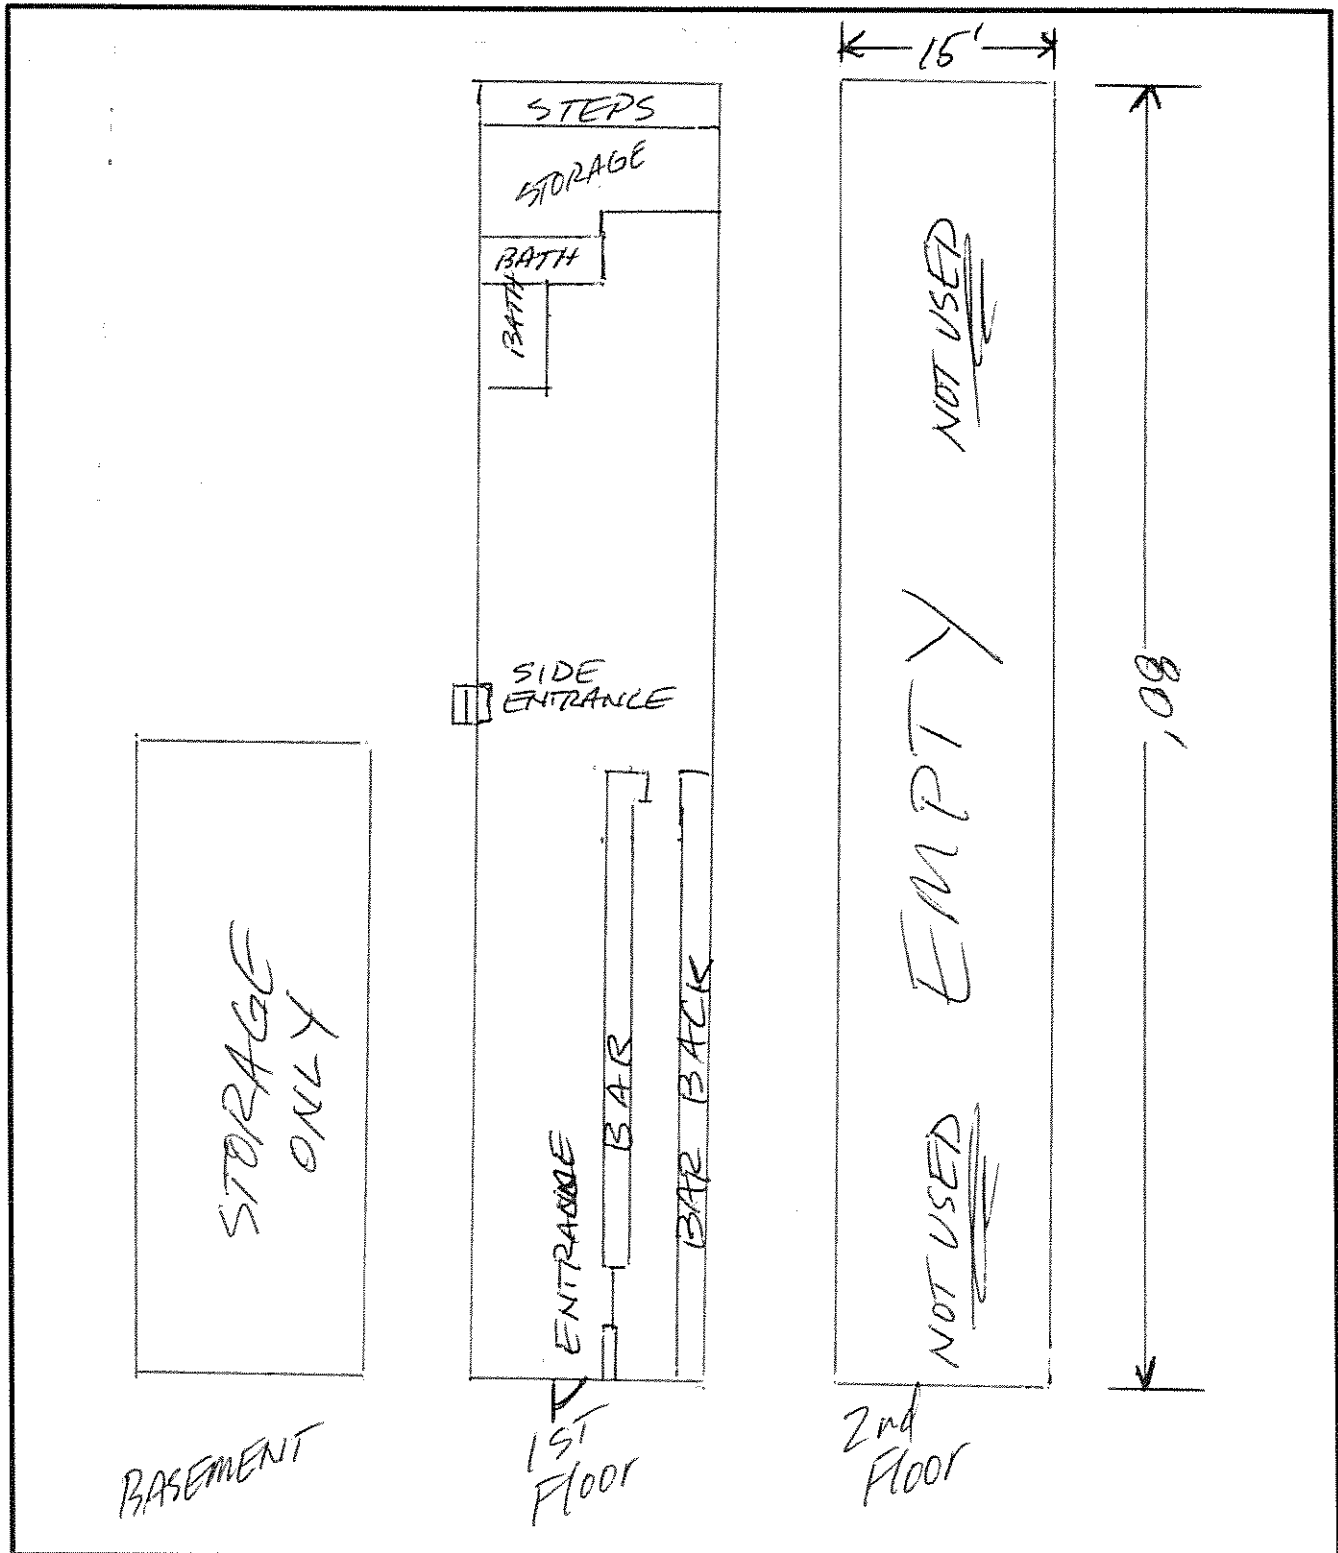 15'
STEPS
STORAGE
BATH
BATH
SIDE
ENTRANCE
ENTRANCE
BAR
BAR BACK
STORAGE
ONLY
NOT USED
EMPTY
NOT USED
80'
BASEMENT
1ST
Floor
2nd
Floor